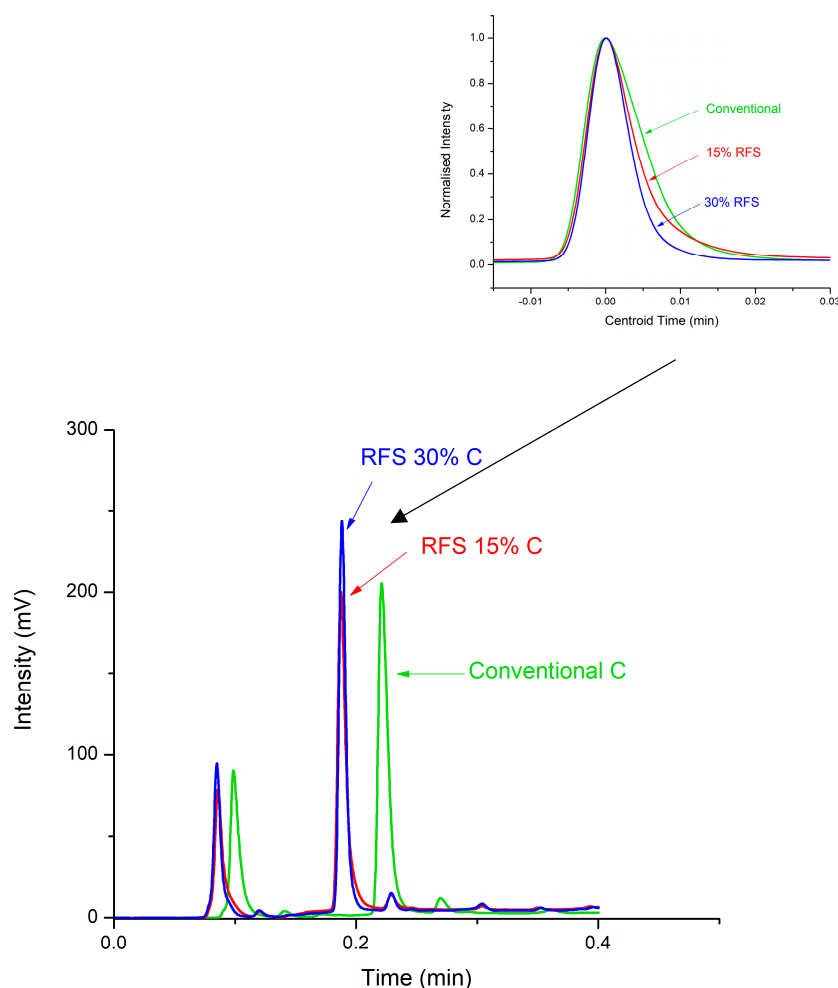 1.0
0.8
0.6
0.4
0.2
0.0
Normalised Intensity
Conventional
15% RFS
30% RFS
-0.01
0.00
0.01
0.02
0.03
Centroid Time (min)
300
200
100
0
Intensity (mV)
RFS 30% C
RFS 15% C
Conventional C
0.0
0.2
0.4
Time (min)